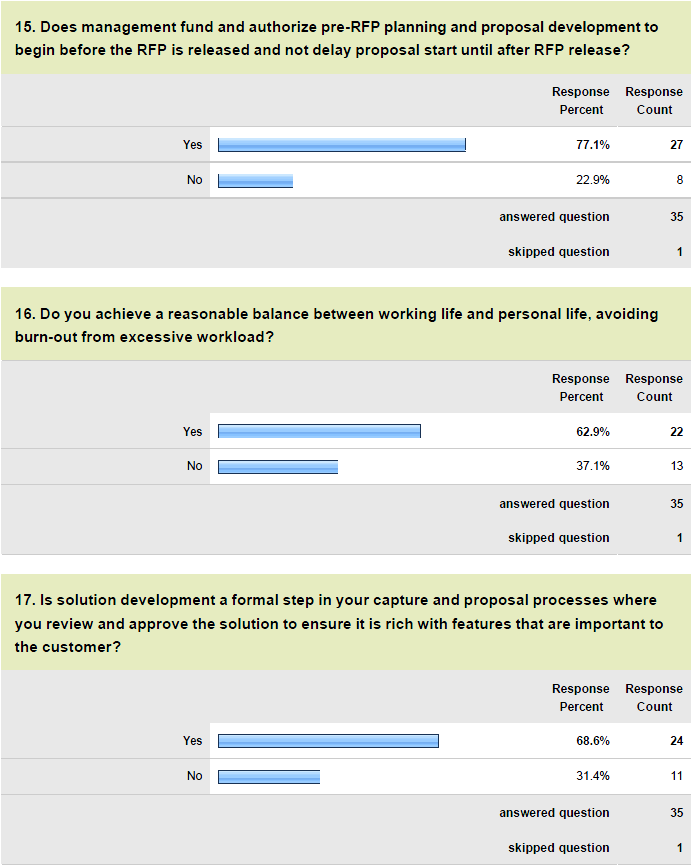 15. Does management fund and authorize pre-RFP planning and proposal development to
begin before the RFP is released and not delay proposal start until after RFP release?
Response Percent Response Count
Yes 77.1% 27
No 22.9% 8
answered question 35
skipped question 1
16. Do you achieve a reasonable balance between working life and personal life, avoiding
burn-out from excessive workload?
Response Percent Response Count
Yes 62.9% 22
No 37.1% 13
answered question 35
skipped question 1
17. Is solution development a formal step in your capture and proposal processes where
you review and approve the solution to ensure it is rich with features that are important to
the customer?
Response Percent Response Count
Yes 68.6% 24
No 31.4% 11
answered question 35
skipped question 1